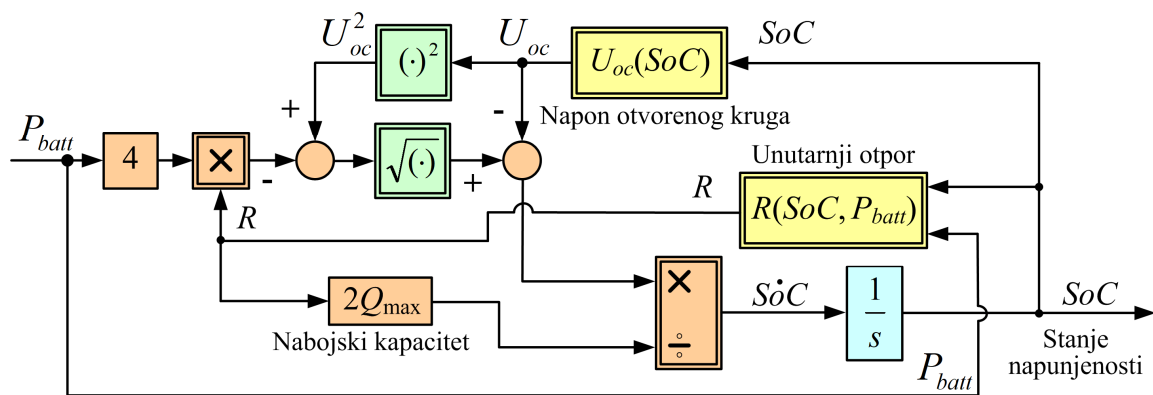 U²oc
Uoc
SoC
(·)²
Uoc(SoC)
+
-
Napon otvorenog kruga
Pbatt
4
×
-
√(·)
+
Unutarnji otpor
R
R
R(SoC, Pbatt)
2Qmax
Nabojski kapacitet
×
÷
SȯC
1/s
SoC
Stanje
napunjenosti
Pbatt